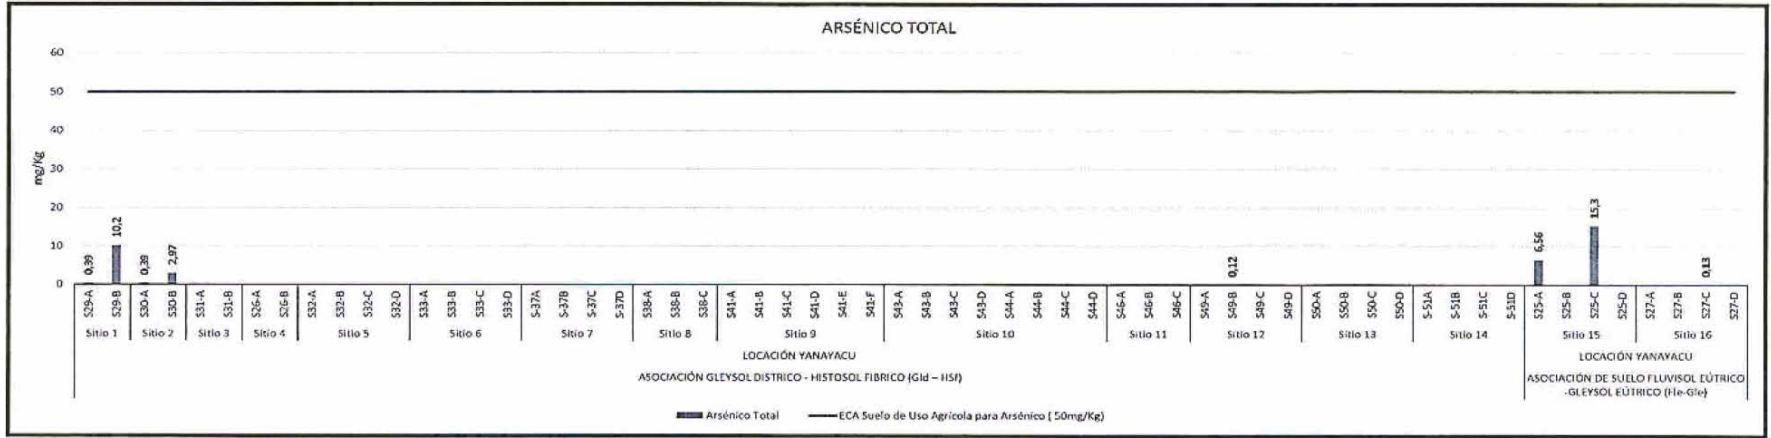 ARSÉNICO TOTAL
60
50
40
30
20
10
0
mg/Kg
0,39
10,2
0,39
2,97
0,12
6,56
15,3
0,13
S29-A S29-B S30-A S30-B S31-A S31-B S26-A S26-B S32-A S32-B S32-C S32-D S33-A S33-B S33-C S33-D S-37A S-37B S-37C S-37D S38-A S38-B S38-C S41-A S41-B S41-C S41-D S41-E S41-F S43-A S43-B S43-C S43-D S44-A S44-B S44-C S44-D S46-A S46-B S46-C S49-A S49-B S49-C S49-D S50-A S50-B S50-C S50-D S-51A S-51B S-51C S-51D S25-A S25-B S25-C S25-D S27-A S27-B S27-C S27-D
Sitio 1 Sitio 2 Sitio 3 Sitio 4 Sitio 5 Sitio 6 Sitio 7 Sitio 8 Sitio 9 Sitio 10 Sitio 11 Sitio 12 Sitio 13 Sitio 14 Sitio 15 Sitio 16
LOCACIÓN YANAYACU LOCACIÓN YANAYACU
ASOCIACIÓN GLEYSOL DISTRICO - HISTOSOL FIBRICO (Gld – HSf) ASOCIACIÓN DE SUELO FLUVISOL EÚTRICO
-GLEYSOL EÚTRICO (Fle-Gle)
Arsénico Total ECA Suelo de Uso Agrícola para Arsénico ( 50mg/Kg)